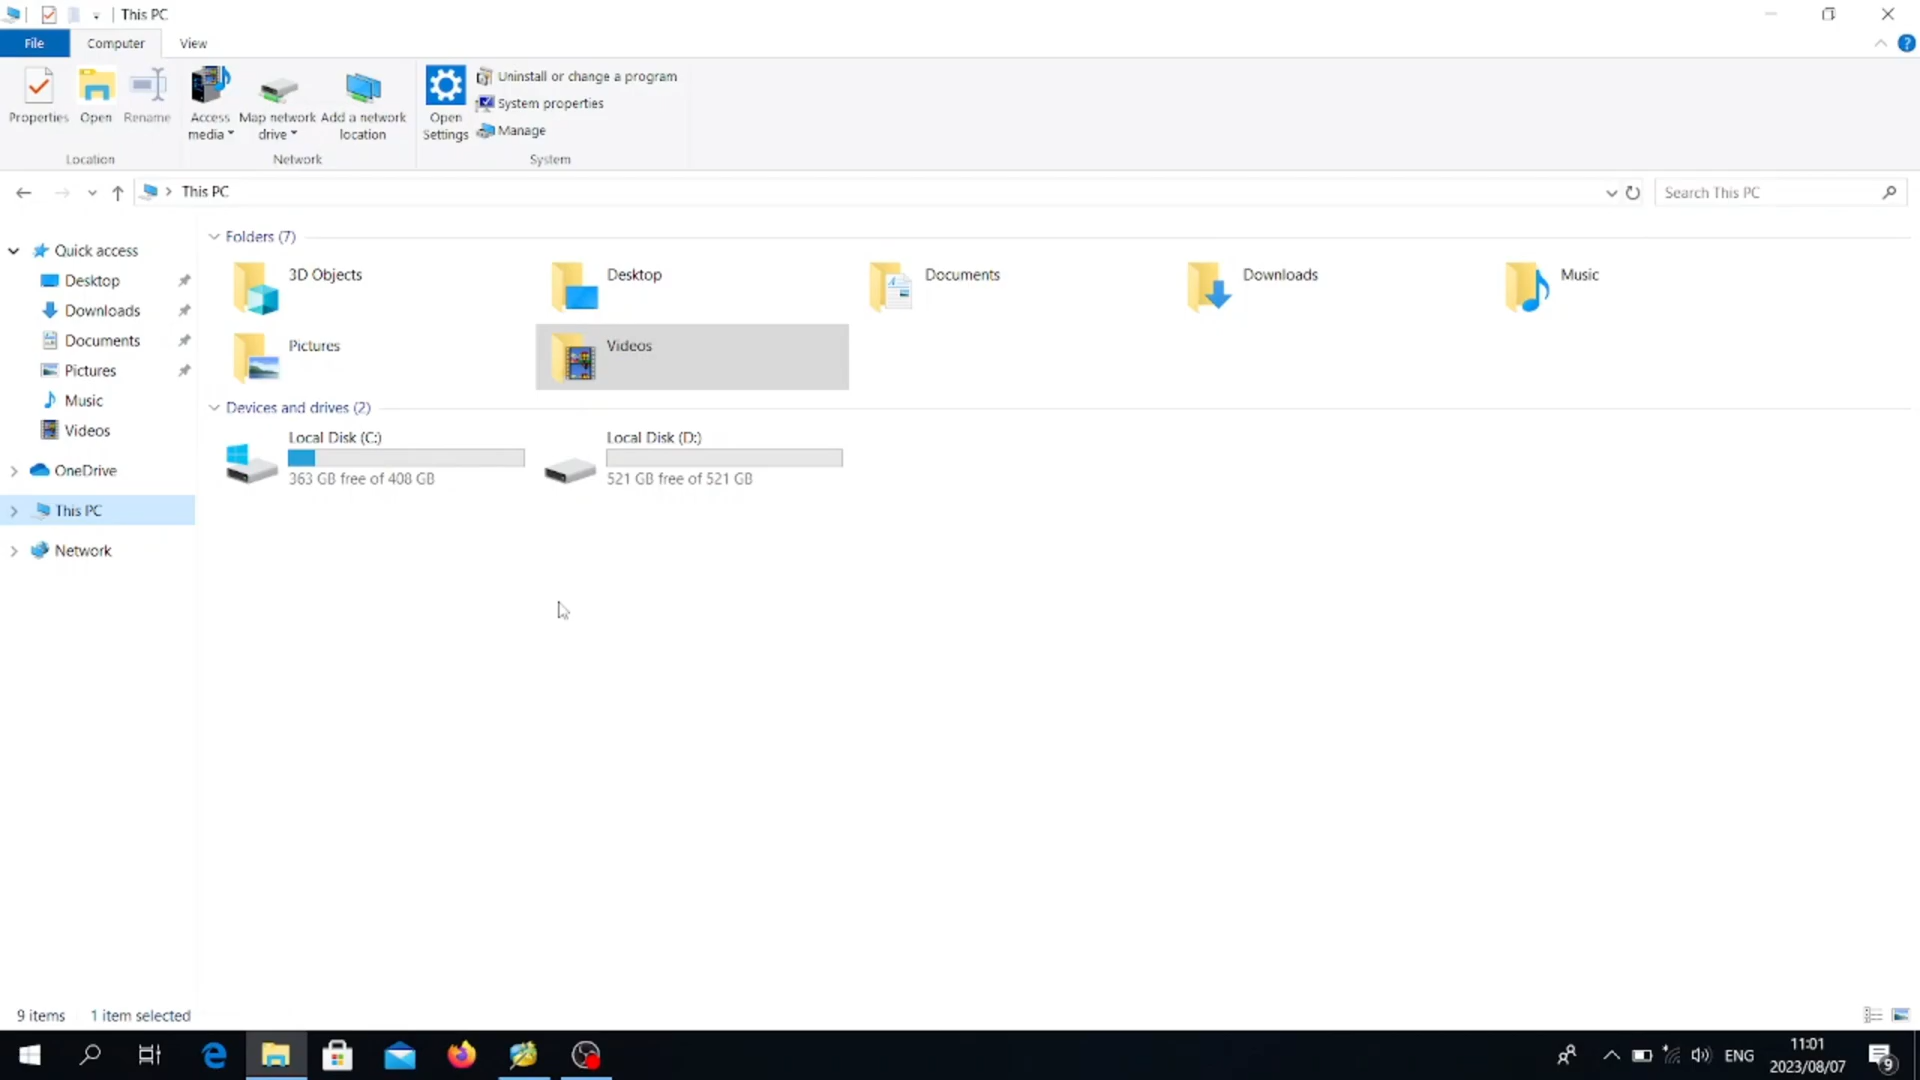 This PC
File Computer View
Properties Open Rename Access media Map network drive Add a network location Open Settings Uninstall or change a program
System properties
Manage
Location Network System
This PC Search This PC
Quick access
Desktop
Downloads
Documents
Pictures
Music
Videos
OneDrive
This PC
Network
Folders (7)
3D Objects Desktop Documents Downloads Music
Pictures Videos
Devices and drives (2)
Local Disk (C:) Local Disk (D:)
363 GB free of 408 GB 521 GB free of 521 GB
9 items 1 item selected
ENG 11:01
2023/08/07 9